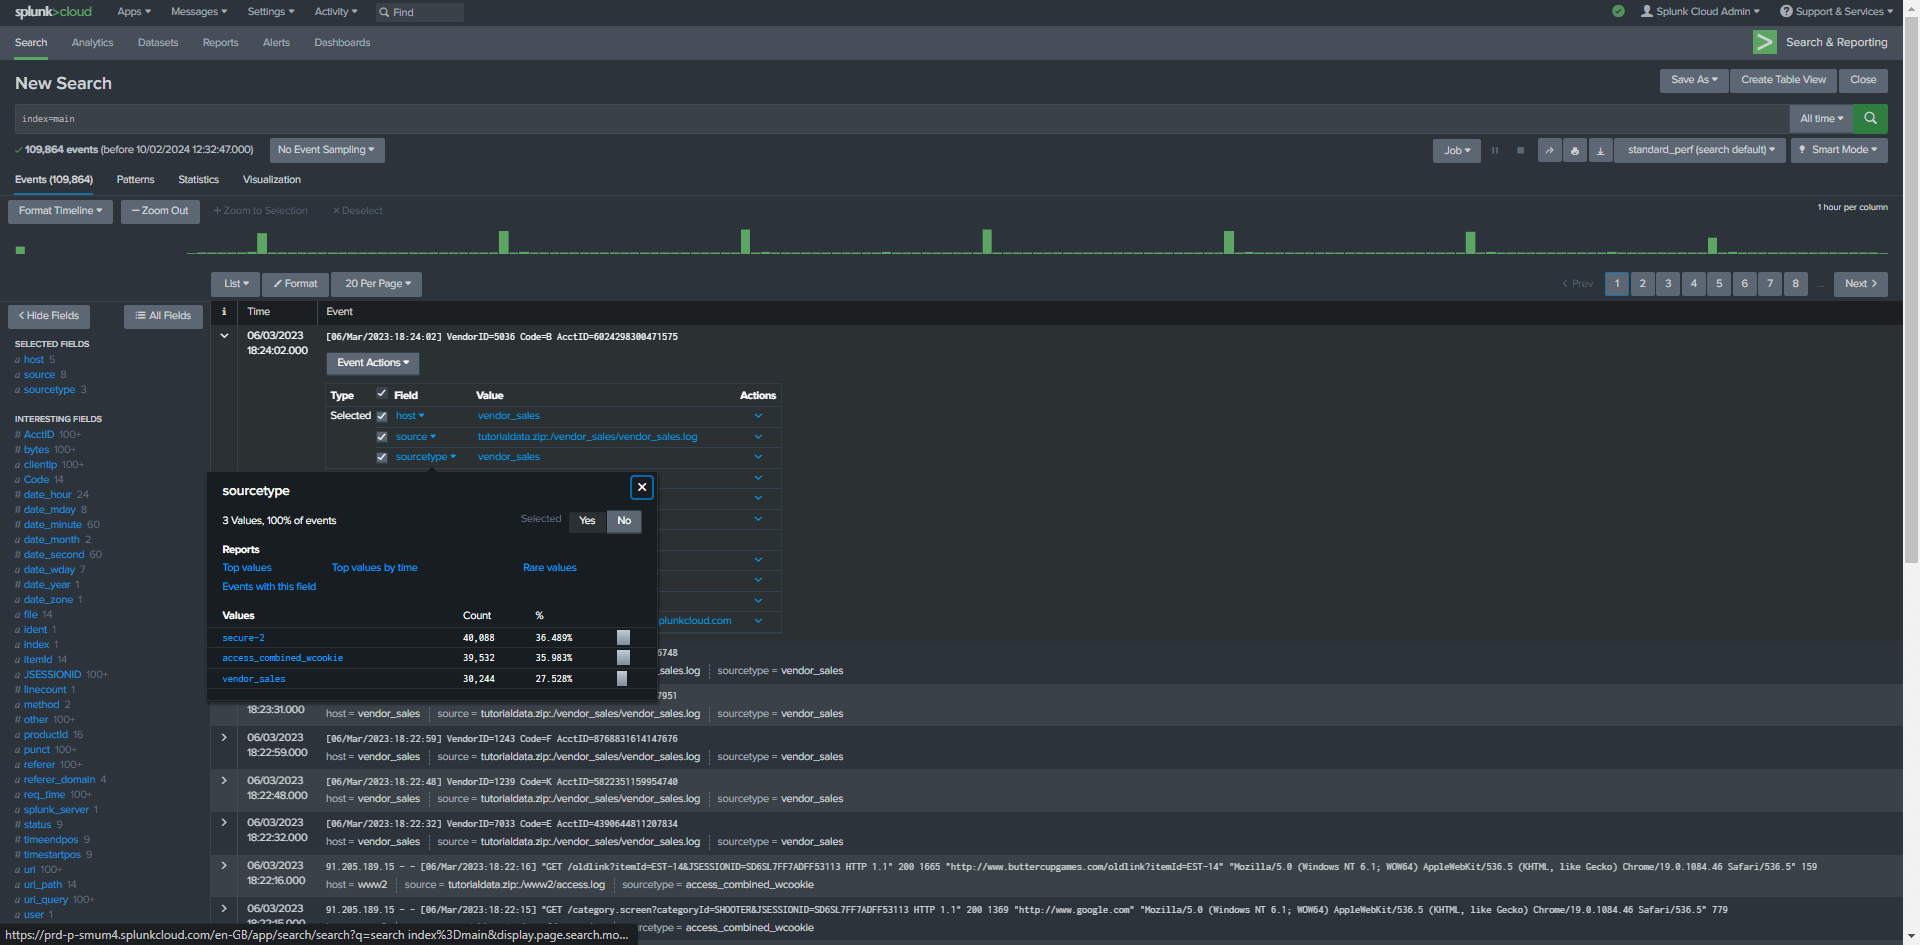 splunk>cloud Apps Messages Settings Activity Find Splunk Cloud Admin Support & Services
Search Analytics Datasets Reports Alerts Dashboards > Search & Reporting
New Search Save As Create Table View Close
index=main All time
109,864 events (before 10/02/2024 12:32:47.000) No Event Sampling Job standard_perf (search default) Smart Mode
Events (109,864) Patterns Statistics Visualization
Format Timeline — Zoom Out + Zoom to Selection × Deselect 1 hour per column
List Format 20 Per Page < Prev 1 2 3 4 5 6 7 8 ... Next >
< Hide Fields All Fields i Time Event
SELECTED FIELDS
a host 5
a source 8
a sourcetype 3
INTERESTING FIELDS
# AcctID 100+
# bytes 100+
a clientip 100+
a Code 14
# date_hour 24
# date_mday 8
# date_minute 60
a date_month 2
# date_second 60
a date_wday 7
# date_year 1
a date_zone 1
a file 14
a ident 1
a index 1
a itemId 14
a JSESSIONID 100+
# linecount 1
a method 2
# other 100+
a productId 16
a punct 100+
a referer 100+
a referer_domain 4
a req_time 100+
a splunk_server 1
# status 9
# timeendpos 9
# timestartpos 9
a uri 100+
a uri_path 14
a uri_query 100+
a user 1
06/03/2023 18:24:02.000 [06/Mar/2023:18:24:02] VendorID=5036 Code=B AcctID=6024298300471575
Event Actions
Type Field Value Actions
Selected host vendor_sales
source tutorialdata.zip:./vendor_sales/vendor_sales.log
sourcetype vendor_sales
sourcetype ×
3 Values, 100% of events Selected Yes No
Reports
Top values Top values by time Rare values
Events with this field
Values Count %
secure-2 40,088 36.489%
access_combined_wcookie 39,532 35.983%
vendor_sales 30,244 27.528%
splunkcloud.com
6748
_sales.log sourcetype = vendor_sales
7951
18:23:31.000 host = vendor_sales source = tutorialdata.zip:./vendor_sales/vendor_sales.log sourcetype = vendor_sales
06/03/2023 18:22:59.000 [06/Mar/2023:18:22:59] VendorID=1243 Code=F AcctID=8768831614147676
host = vendor_sales source = tutorialdata.zip:./vendor_sales/vendor_sales.log sourcetype = vendor_sales
06/03/2023 18:22:48.000 [06/Mar/2023:18:22:48] VendorID=1239 Code=K AcctID=5822351159954740
host = vendor_sales source = tutorialdata.zip:./vendor_sales/vendor_sales.log sourcetype = vendor_sales
06/03/2023 18:22:32.000 [06/Mar/2023:18:22:32] VendorID=7033 Code=E AcctID=4390644811207834
host = vendor_sales source = tutorialdata.zip:./vendor_sales/vendor_sales.log sourcetype = vendor_sales
06/03/2023 18:22:16.000 91.205.189.15 - - [06/Mar/2023:18:22:16] "GET /oldlink?itemId=EST-14&JSESSIONID=SD6SL7FF7ADFF53113 HTTP 1.1" 200 1665 "http://www.buttercupgames.com/oldlink?itemId=EST-14" "Mozilla/5.0 (Windows NT 6.1; WOW64) AppleWebKit/536.5 (KHTML, like Gecko) Chrome/19.0.1084.46 Safari/536.5" 159
host = www2 source = tutorialdata.zip:/www2/access.log sourcetype = access_combined_wcookie
06/03/2023 18:22:15.000 91.205.189.15 - - [06/Mar/2023:18:22:15] "GET /category.screen?categoryId=SHOOTER&JSESSIONID=SD6SL7FF7ADFF53113 HTTP 1.1" 200 1369 "http://www.google.com" "Mozilla/5.0 (Windows NT 6.1; WOW64) AppleWebKit/536.5 (KHTML, like Gecko) Chrome/19.0.1084.46 Safari/536.5" 779
rcetype = access_combined_wcookie
https://prd-p-smum4.splunkcloud.com/en-GB/app/search/search?q=search index%3Dmain&display.page.search.mo...